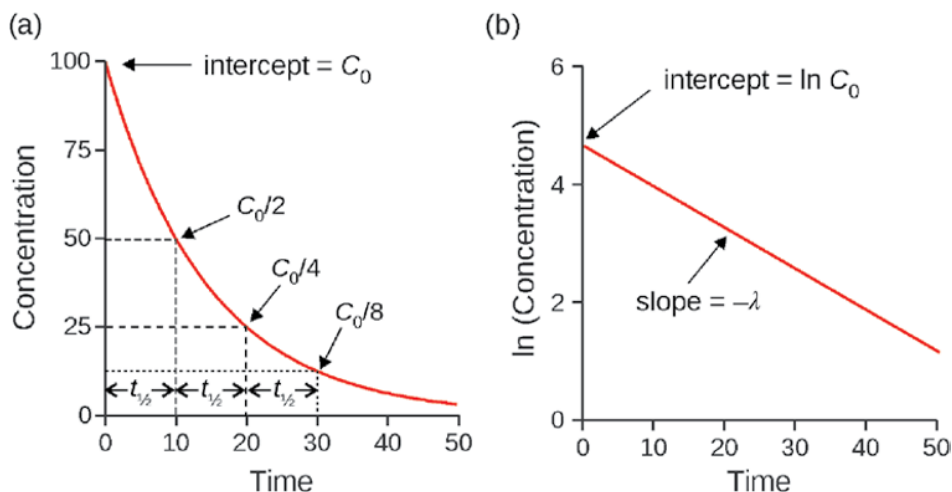 (a)
100
75
50
25
0
Concentration
intercept = C₀
C₀/2
C₀/4
C₀/8
t½ t½ t½
0 10 20 30 40 50
Time
(b)
6
4
2
0
ln (Concentration)
intercept = ln C₀
slope = –λ
0 10 20 30 40 50
Time